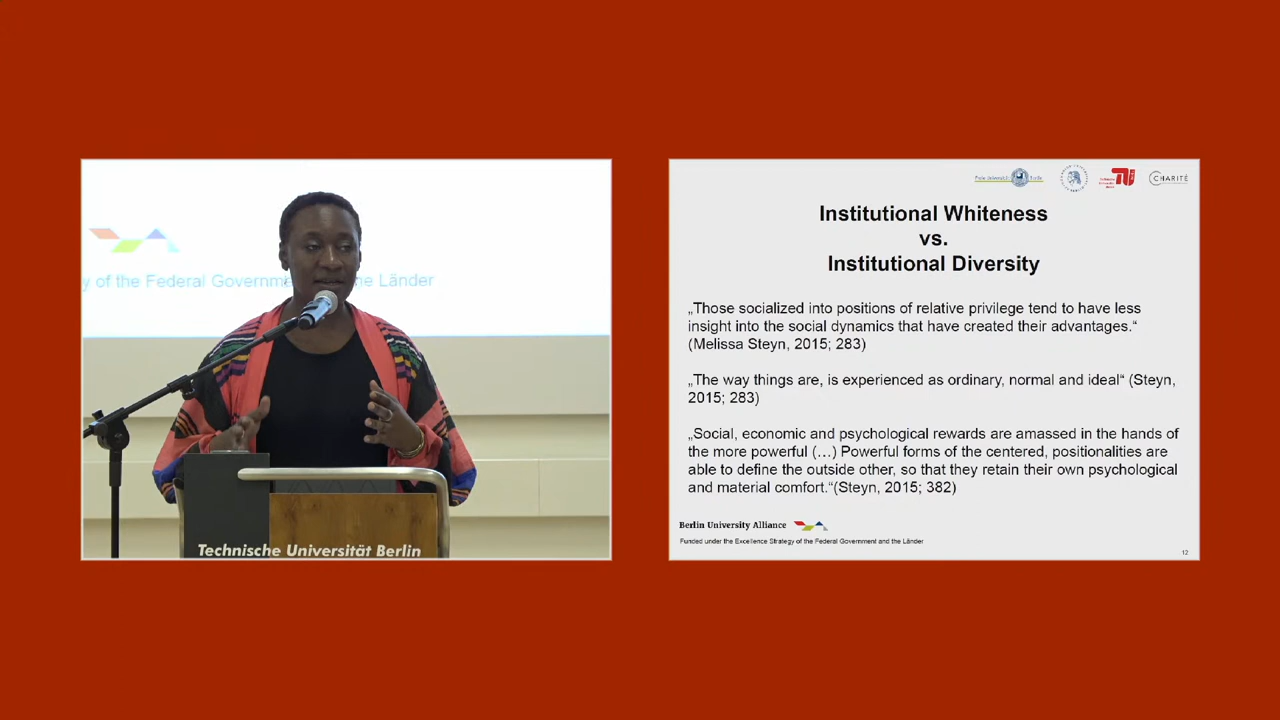 y of the Federal Governme he Länder
Technische Universität Berlin
CHARITÉ
Institutional Whiteness
vs.
Institutional Diversity
„Those socialized into positions of relative privilege tend to have less
insight into the social dynamics that have created their advantages.“
(Melissa Steyn, 2015; 283)
„The way things are, is experienced as ordinary, normal and ideal“ (Steyn,
2015; 283)
„Social, economic and psychological rewards are amassed in the hands of
the more powerful (…) Powerful forms of the centered, positionalities are
able to define the outside other, so that they retain their own psychological
and material comfort.“(Steyn, 2015; 382)
Berlin University Alliance
Funded under the Excellence Strategy of the Federal Government and the Länder
12